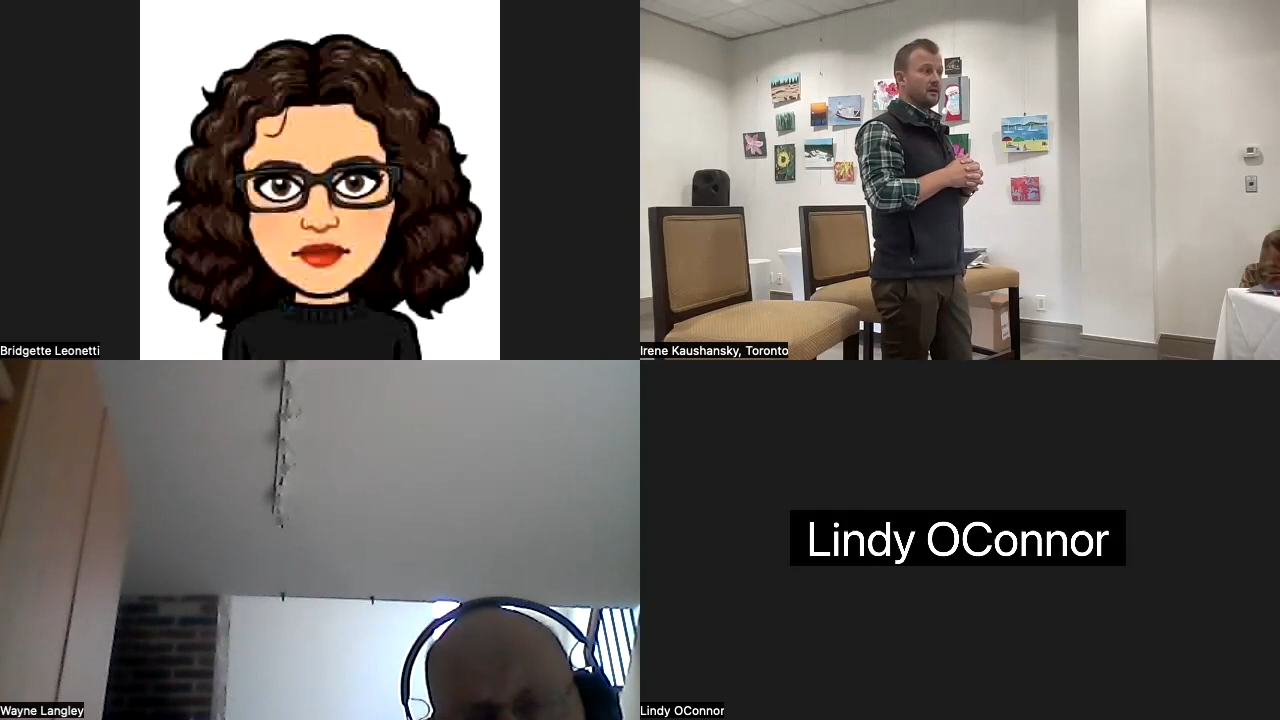 Bridgette Leonetti
Irene Kaushansky, Toronto
Wayne Langley
Lindy OConnor
Lindy OConnor